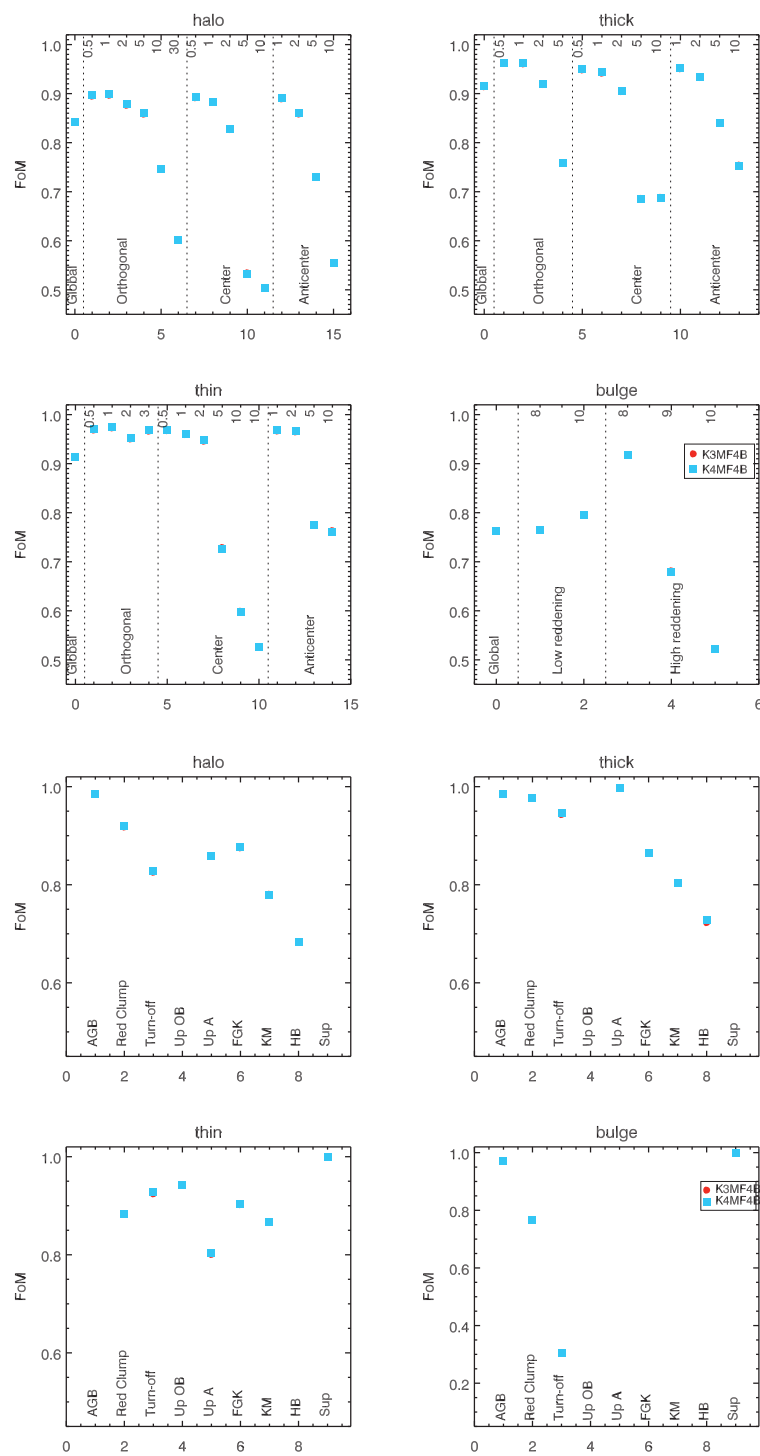 halo
0.5 1 2 5 10 30 0.5 1 2 5 10 1 2 5 10
1.0
0.9
0.8
0.7
0.6
0.5
FoM
Global Orthogonal Center Anticenter
0 5 10 15
thick
0.5 1 2 5 0.5 1 2 5 10 1 2 5 10
1.0
0.9
0.8
0.7
0.6
0.5
FoM
Global Orthogonal Center Anticenter
0 5 10
thin
0.5 1 2 3 0.5 1 2 5 10 10 1 2 5 10
1.0
0.9
0.8
0.7
0.6
0.5
FoM
Global Orthogonal Center Anticenter
0 5 10 15
bulge
8 10 8 9 10
1.0
0.9
0.8
0.7
0.6
0.5
FoM
K3MF4B
K4MF4B
Global Low reddening High reddening
0 2 4 6
halo
1.0
0.8
0.6
FoM
AGB Red Clump Turn-off Up OB Up A FGK KM HB Sup
0 2 4 6 8
thick
1.0
0.8
0.6
FoM
AGB Red Clump Turn-off Up OB Up A FGK KM HB Sup
0 2 4 6 8
thin
1.0
0.8
0.6
FoM
AGB Red Clump Turn-off Up OB Up A FGK KM HB Sup
0 2 4 6 8
bulge
1.0
0.8
0.6
0.4
0.2
FoM
K3MF4B
K4MF4B
AGB Red Clump Turn-off Up OB Up A FGK KM HB Sup
0 2 4 6 8